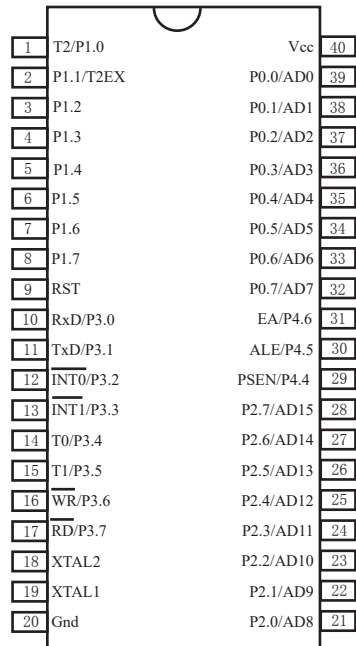 1 T2/P1.0 Vcc 40
2 P1.1/T2EX P0.0/AD0 39
3 P1.2 P0.1/AD1 38
4 P1.3 P0.2/AD2 37
5 P1.4 P0.3/AD3 36
6 P1.5 P0.4/AD4 35
7 P1.6 P0.5/AD5 34
8 P1.7 P0.6/AD6 33
9 RST P0.7/AD7 32
10 RxD/P3.0 EA/P4.6 31
11 TxD/P3.1 ALE/P4.5 30
12 INT0/P3.2 PSEN/P4.4 29
13 INT1/P3.3 P2.7/AD15 28
14 T0/P3.4 P2.6/AD14 27
15 T1/P3.5 P2.5/AD13 26
16 WR/P3.6 P2.4/AD12 25
17 RD/P3.7 P2.3/AD11 24
18 XTAL2 P2.2/AD10 23
19 XTAL1 P2.1/AD9 22
20 Gnd P2.0/AD8 21